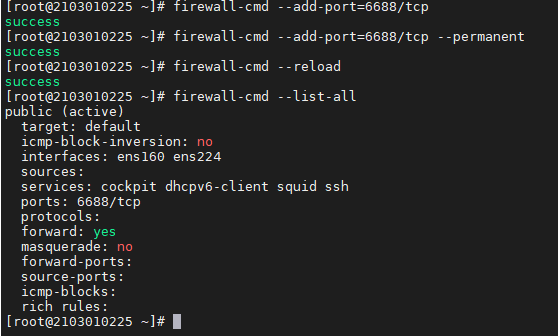 [root@2103010225 ~]# firewall-cmd --add-port=6688/tcp
success
[root@2103010225 ~]# firewall-cmd --add-port=6688/tcp --permanent
success
[root@2103010225 ~]# firewall-cmd --reload
success
[root@2103010225 ~]# firewall-cmd --list-all
public (active)
  target: default
  icmp-block-inversion: no
  interfaces: ens160 ens224
  sources:
  services: cockpit dhcpv6-client squid ssh
  ports: 6688/tcp
  protocols:
  forward: yes
  masquerade: no
  forward-ports:
  source-ports:
  icmp-blocks:
  rich rules:
[root@2103010225 ~]#